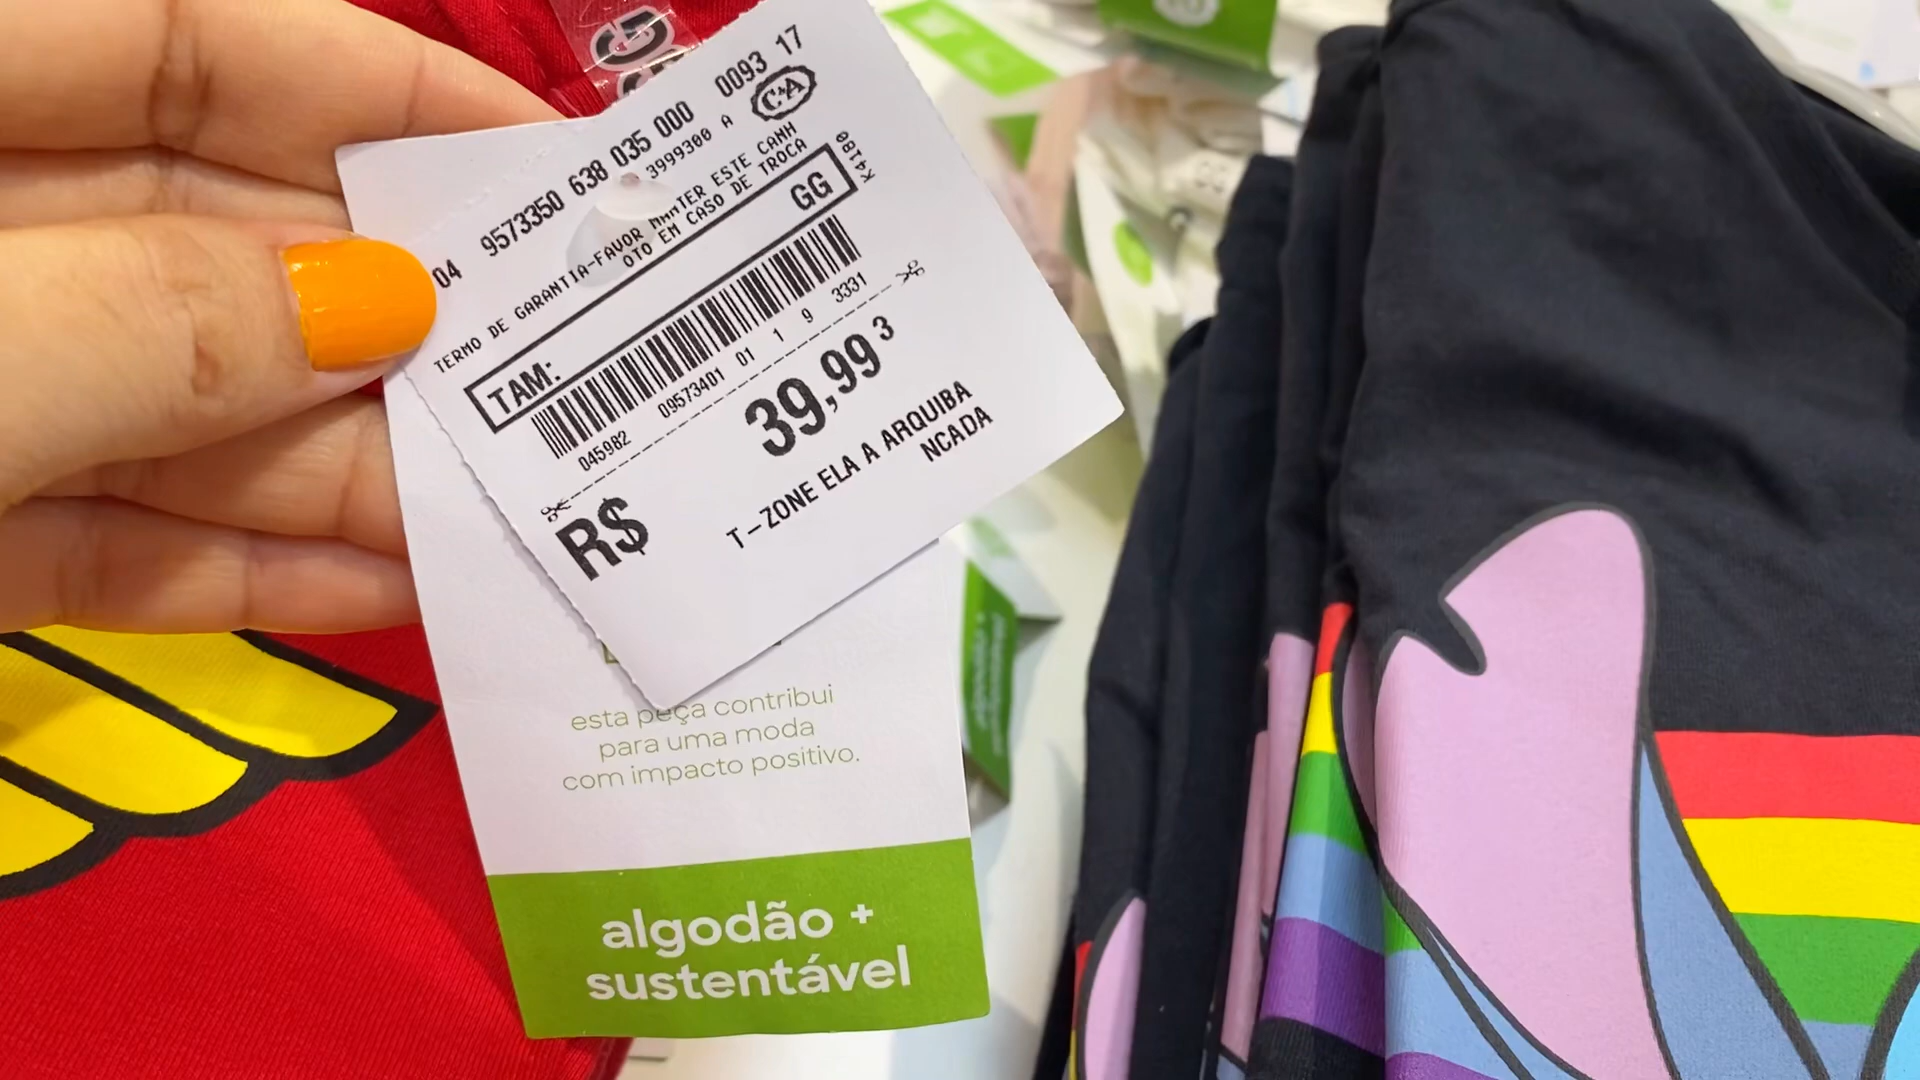 04 9573350 638 035 000 0093 17
3999300 A
C&A
TERMO DE GARANTIA-FAVOR MANTER ESTE CANH
OTO EM CASO DE TROCA
K4180
TAM: GG
045982 09573401 01 1 9 3331
R$ 39,99 3
T-ZONE ELA A ARQUIBA
NCADA
esta peça contribui
para uma moda
com impacto positivo.
algodão +
sustentável